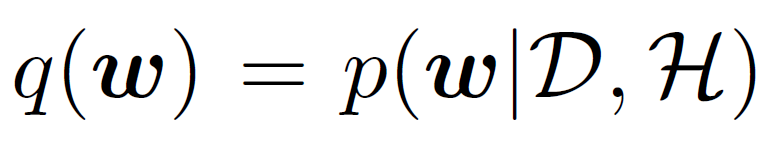 q(𝒘) = p(𝒘|𝒟, ℋ)